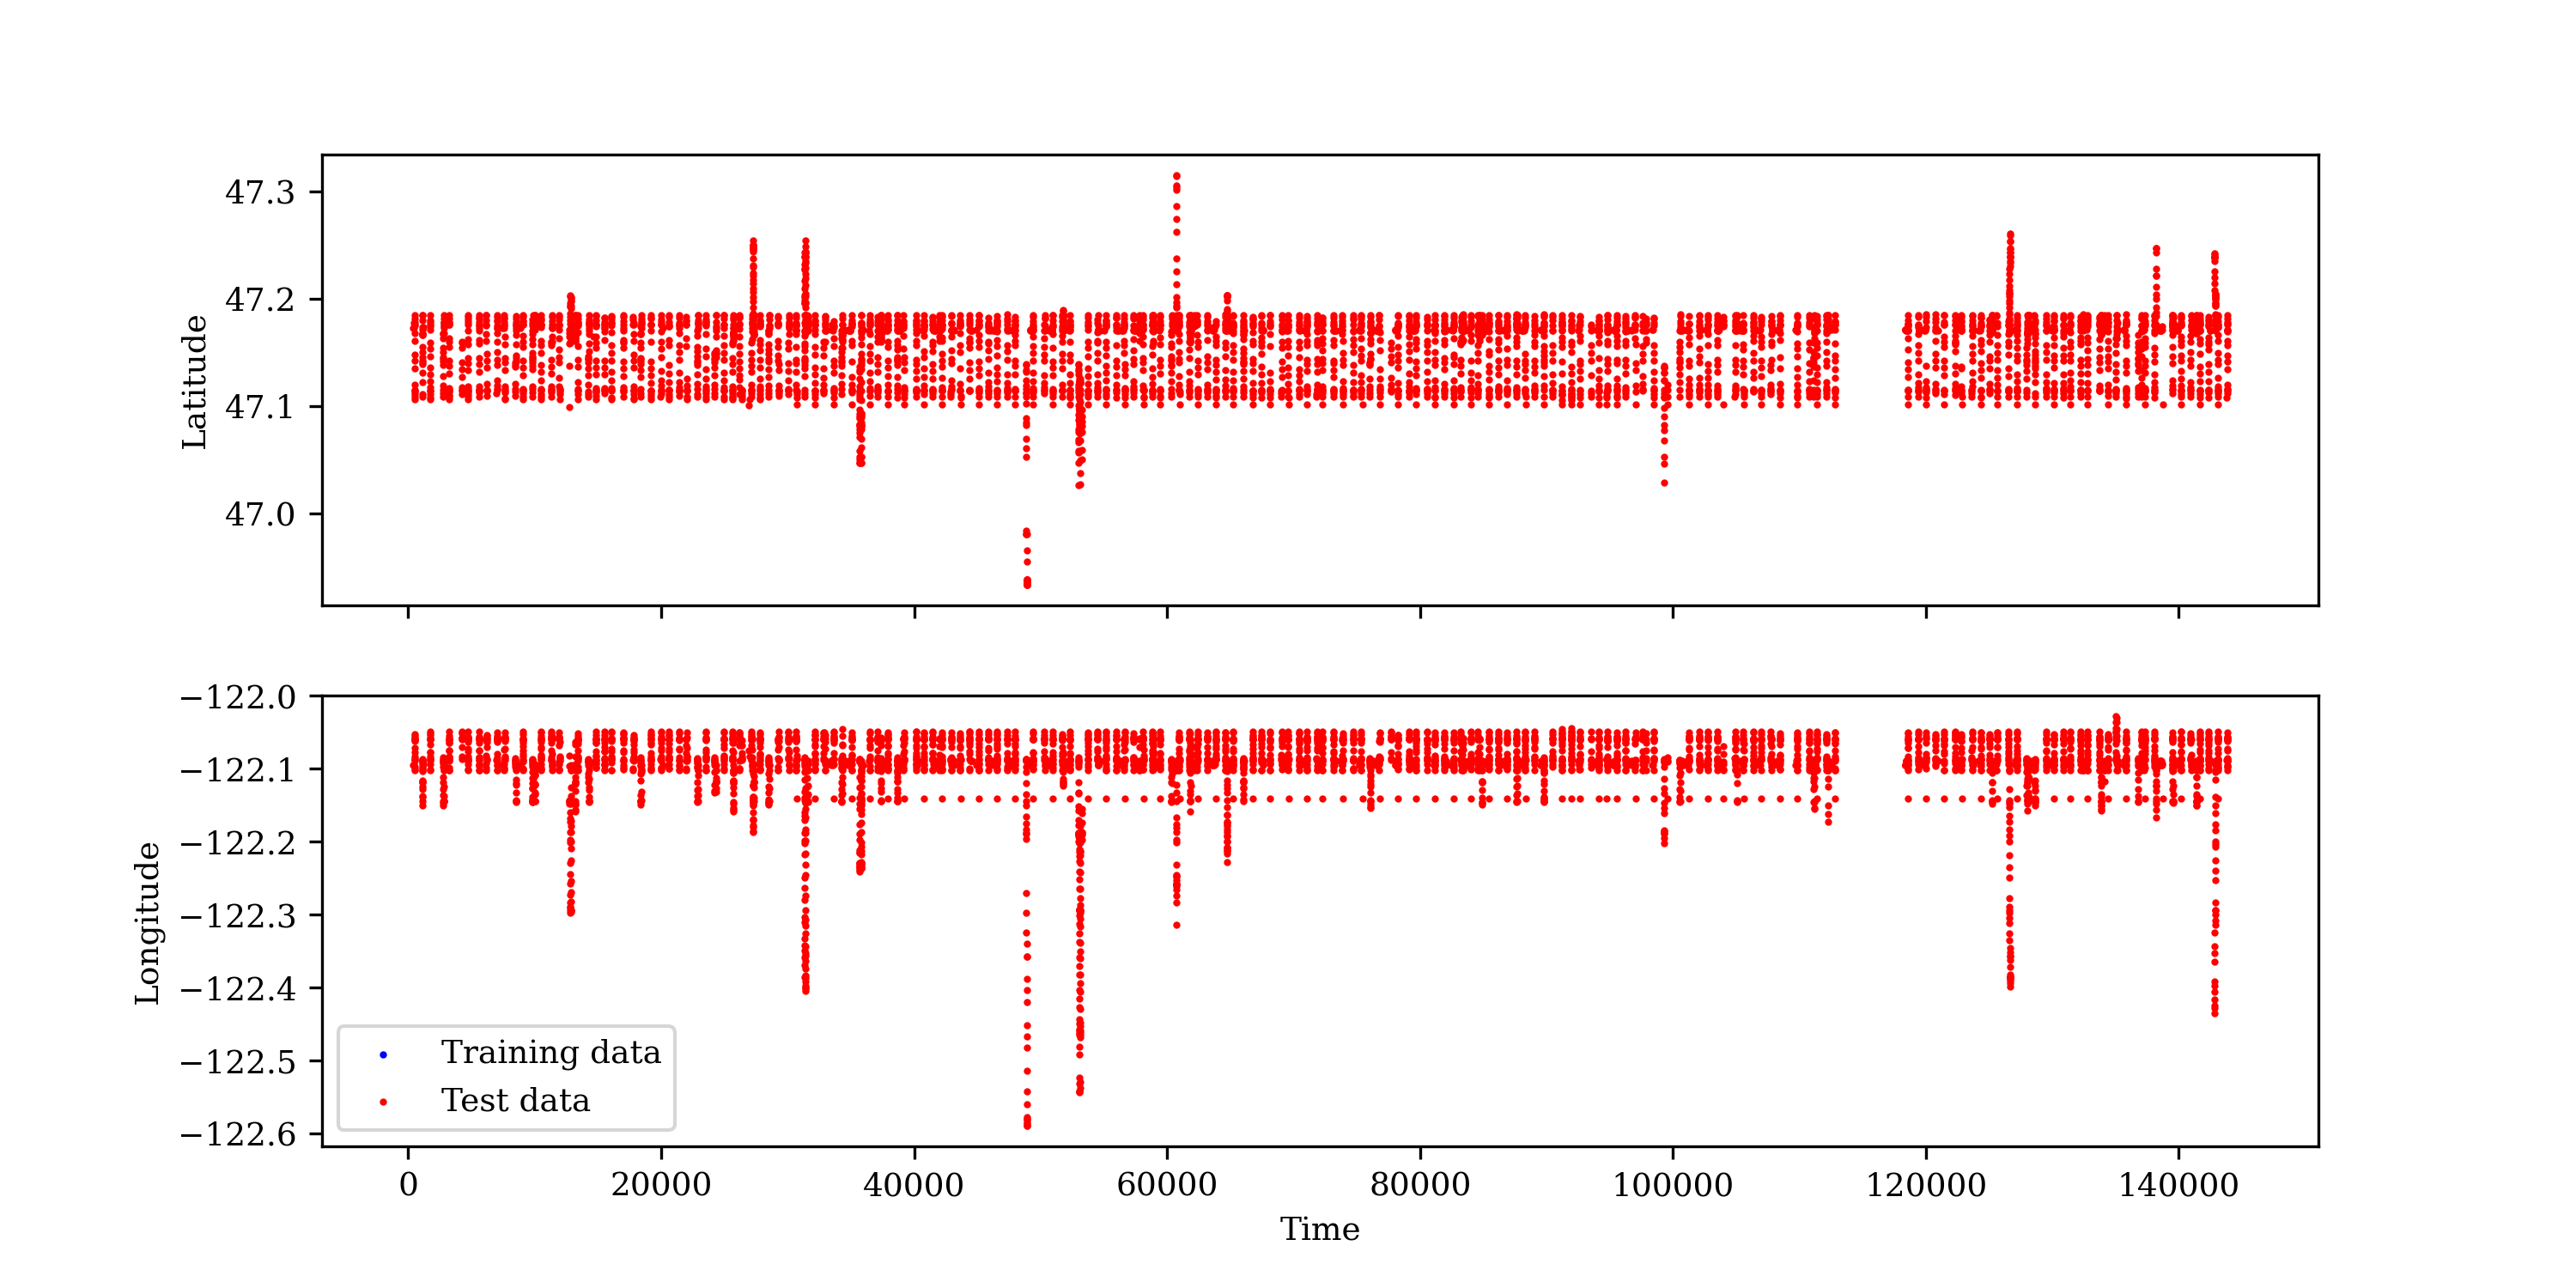 47.3
47.2
47.1
47.0
Latitude
−122.0
−122.1
−122.2
−122.3
−122.4
−122.5
−122.6
Longitude
Training data
Test data
0 20000 40000 60000 80000 100000 120000 140000
Time